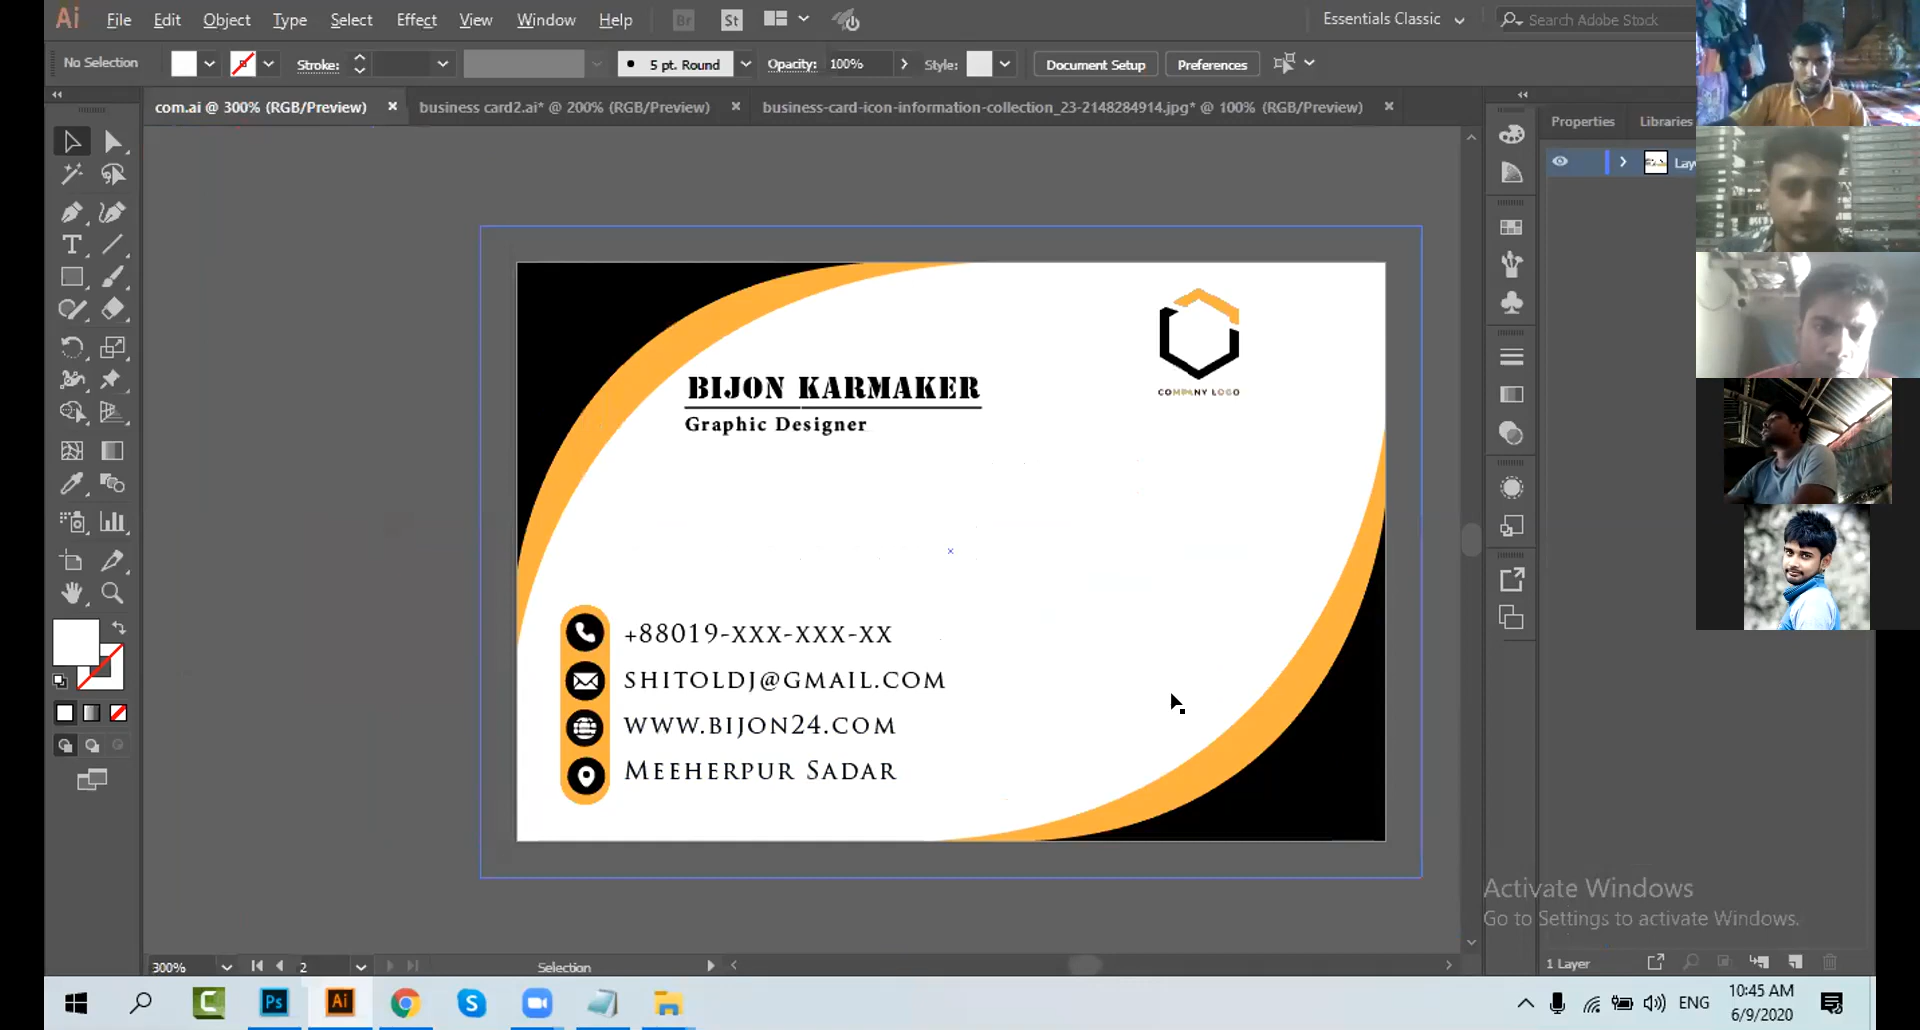 Ai File Edit Object Type Select Effect View Window Help Br St Essentials Classic Search Adobe Stock
No Selection Stroke: 5 pt. Round Opacity: 100% Style: Document Setup Preferences
com.ai @ 300% (RGB/Preview) × business card2.ai* @ 200% (RGB/Preview) × business-card-icon-information-collection_23-2148284914.jpg* @ 100% (RGB/Preview) ×
Properties Libraries
BIJON KARMAKER
Graphic Designer
COMPANY LOGO
+88019-XXX-XXX-XX
SHITOLDJ@GMAIL.COM
WWW.BIJON24.COM
MEEHERPUR SADAR
Activate Windows
Go to Settings to activate Windows.
300% 2 Selection 1 Layer
Ps Ai ENG 10:45 AM
6/9/2020